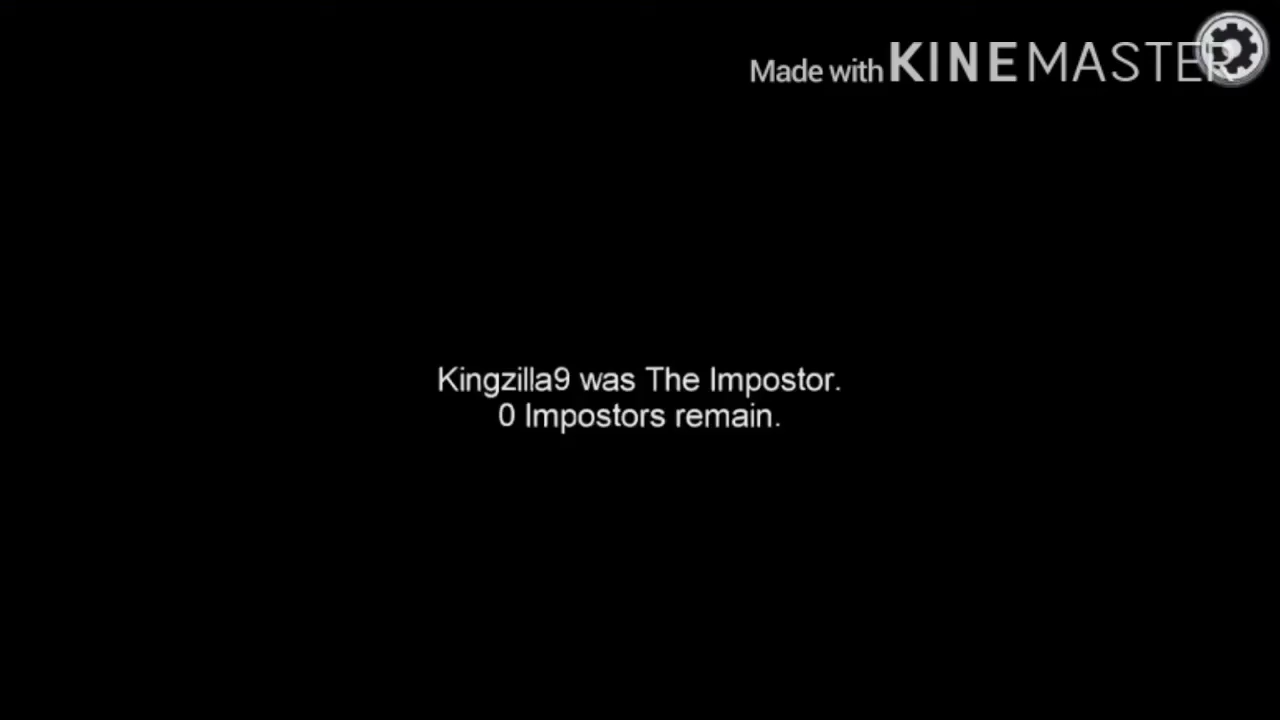 Made with KINEMASTER
Kingzilla9 was The Impostor.
0 Impostors remain.